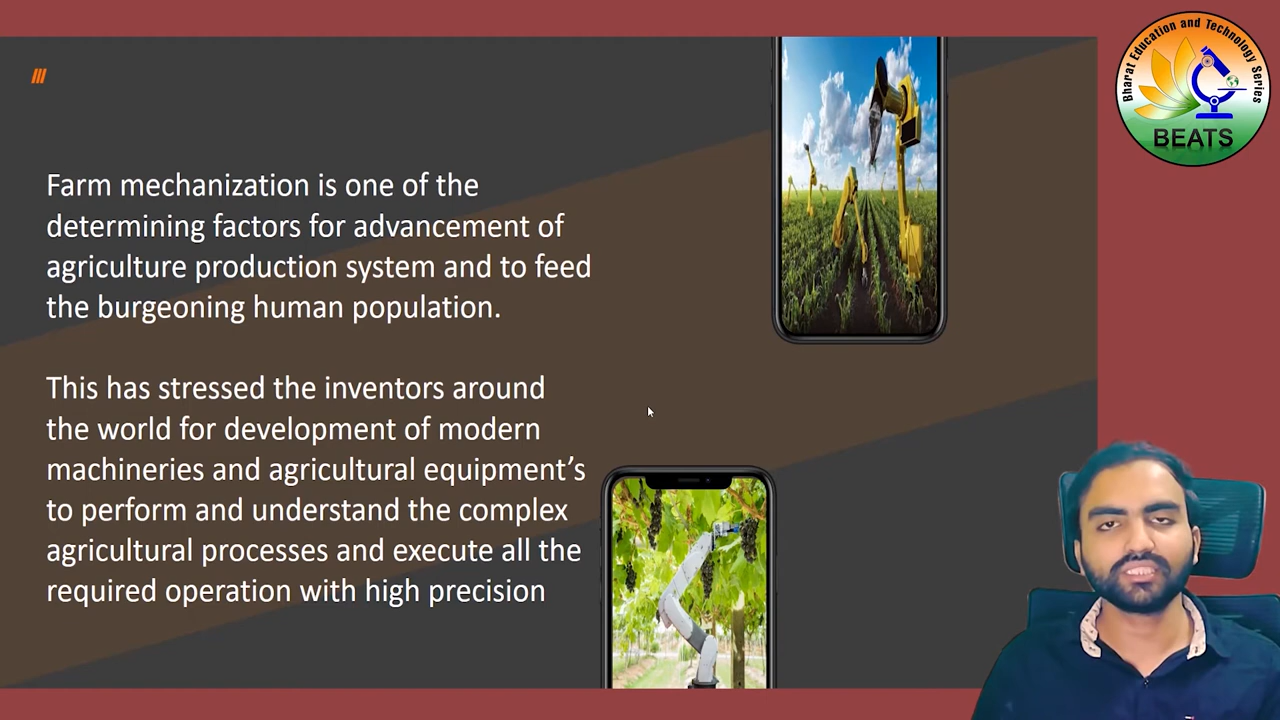 Farm mechanization is one of the
determining factors for advancement of
agriculture production system and to feed
the burgeoning human population.
This has stressed the inventors around
the world for development of modern
machineries and agricultural equipment’s
to perform and understand the complex
agricultural processes and execute all the
required operation with high precision
Bharat Education and Technology Series
BEATS